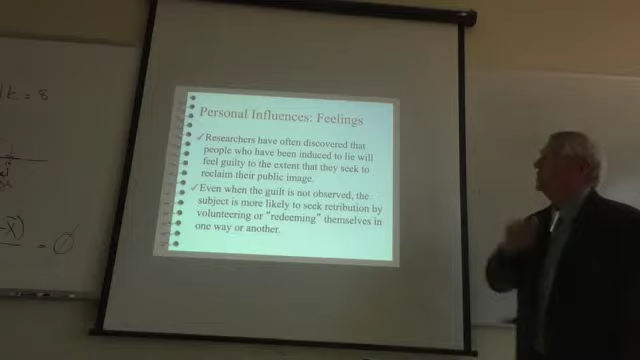 k = 8
Personal Influences: Feelings
✓Researchers have often discovered that
people who have been induced to lie will
feel guilty to the extent that they seek to
reclaim their public image.
✓Even when the guilt is not observed, the
subject is more likely to seek retribution by
volunteering or "redeeming" themselves in
one way or another.